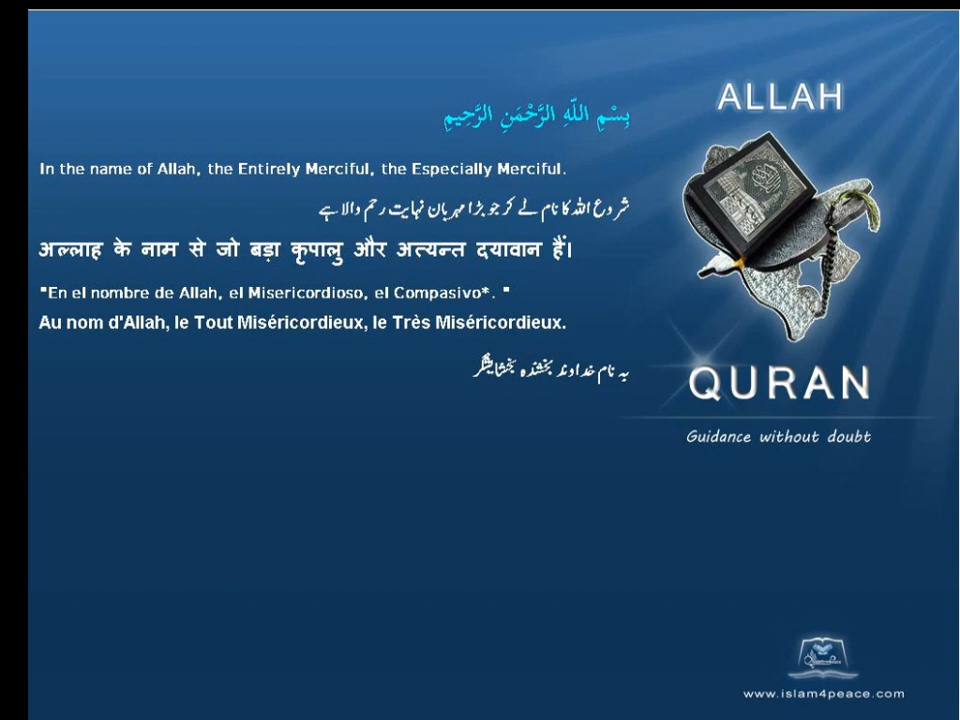 بِسْمِ اللّهِ الرَّحْمَنِ الرَّحِيمِ
In the name of Allah, the Entirely Merciful, the Especially Merciful.
شروع اللہ کا نام لے کر جو بڑا مہربان نہایت رحم والا ہے
अल्लाह के नाम से जो बड़ा कृपालु और अत्यन्त दयावान हैं।
"En el nombre de Allah, el Misericordioso, el Compasivo*. "
Au nom d'Allah, le Tout Miséricordieux, le Très Miséricordieux.
به نام خداوند بخشنده بخشایشگر
ALLAH
QURAN
Guidance without doubt
www.islam4peace.com